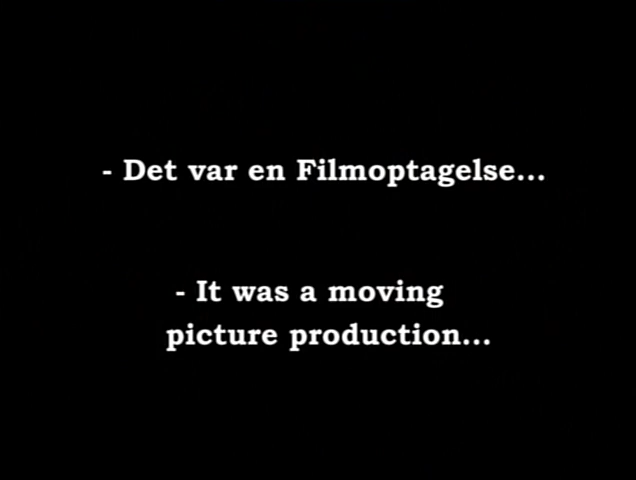 - Det var en Filmoptagelse...
- It was a moving
picture production...